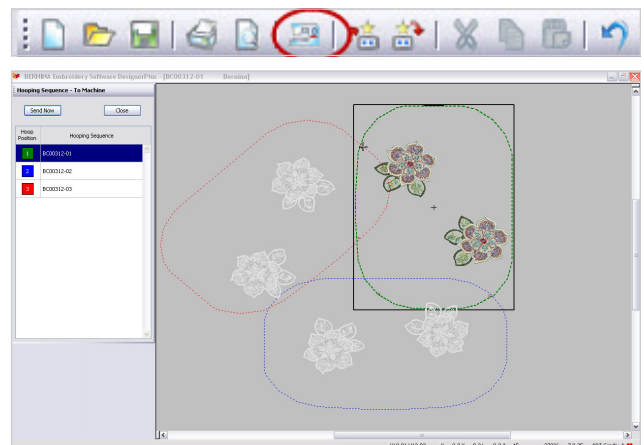 BERNINA Embroidery Software DesignerPlus - [BC00312-01 Bernina]
Hooping Sequence - To Machine
Send Now Close
Hoop Position Hooping Sequence
1 BC00312-01
2 BC00312-02
3 BC00312-03